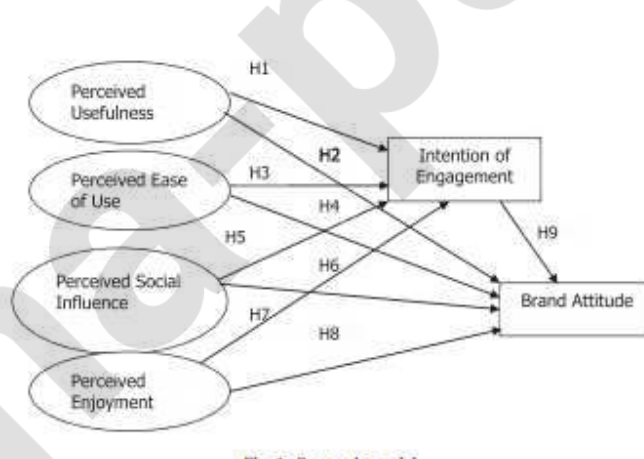 H1
Perceived
Usefulness
H2
Intention of
Engagement
H3
Perceived Ease
of Use
H4
H5
H9
H6
Perceived Social
Influence
Brand Attitude
H7
H8
Perceived
Enjoyment